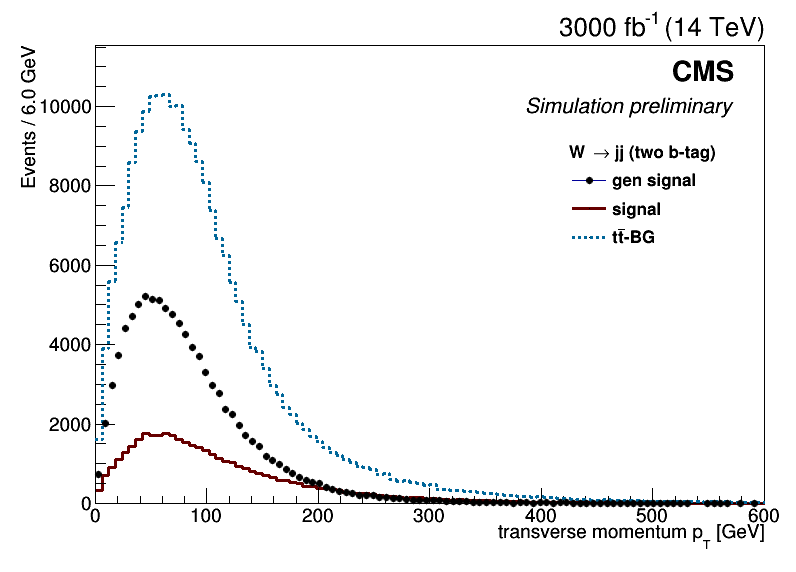 3000 fb⁻¹ (14 TeV)
CMS
Simulation preliminary
W → jj (two b-tag)
gen signal
signal
tt̄-BG
Events / 6.0 GeV
10000
8000
6000
4000
2000
0
0 100 200 300 400 500 600
transverse momentum p_T [GeV]